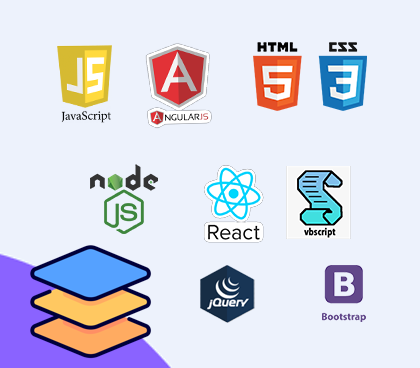 JS
JavaScript
A
ANGULARJS
HTML
5
CSS
3
node
JS
React
vbscript
jQuery
B
Bootstrap